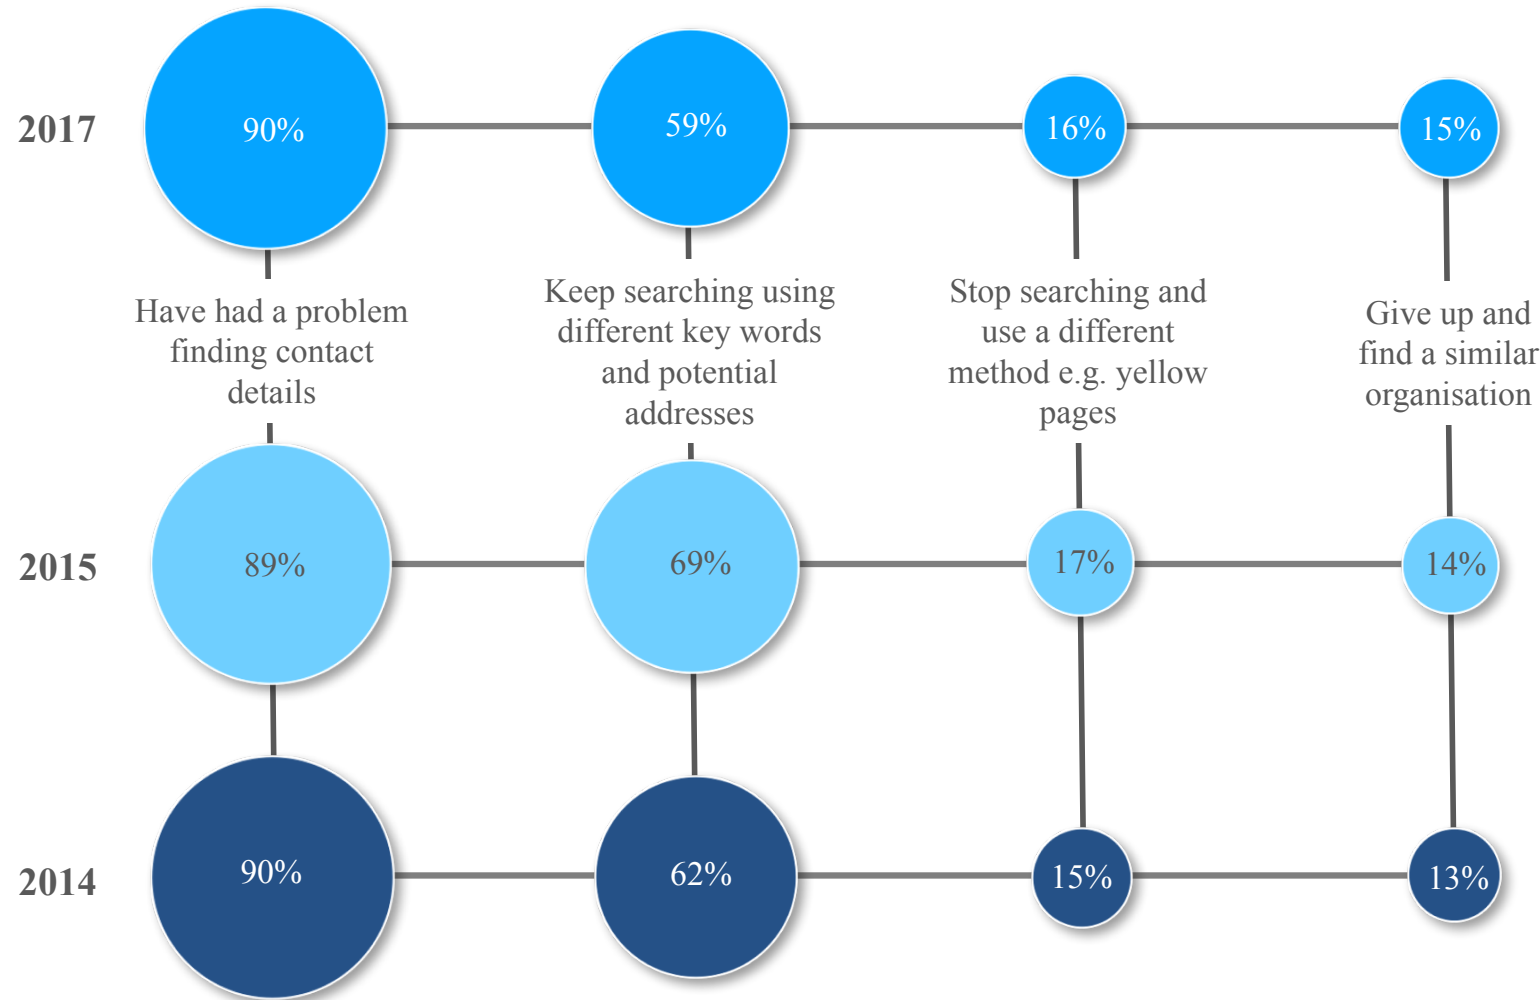 2017
90%
59%
16%
15%
Have had a problem
finding contact
details
Keep searching using
different key words
and potential
addresses
Stop searching and
use a different
method e.g. yellow
pages
Give up and
find a similar
organisation
2015
89%
69%
17%
14%
2014
90%
62%
15%
13%